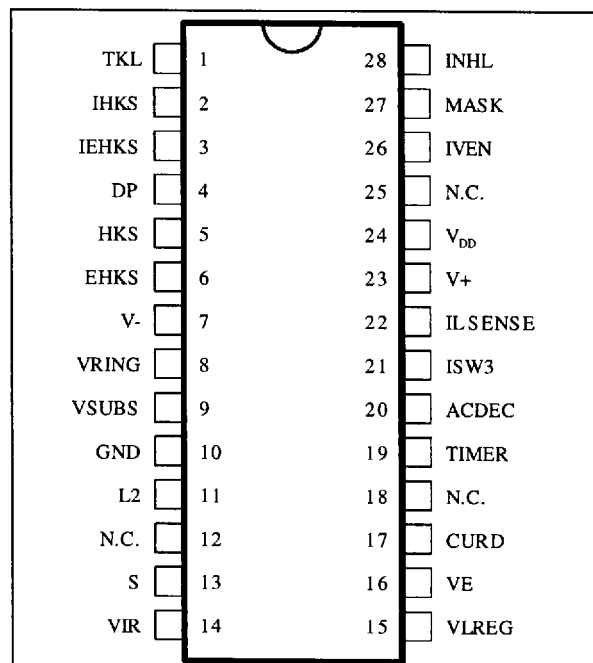 TKL 1 28 INHL
IHKS 2 27 MASK
IEHKS 3 26 IVEN
DP 4 25 N.C.
HKS 5 24 VDD
EHKS 6 23 V+
V- 7 22 ILSENSE
VRING 8 21 ISW3
VSUBS 9 20 ACDEC
GND 10 19 TIMER
L2 11 18 N.C.
N.C. 12 17 CURD
S 13 16 VE
VIR 14 15 VLREG